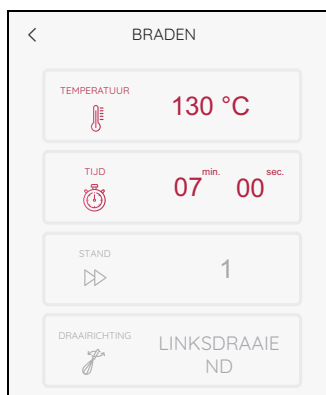 BRADEN
TEMPERATUUR
130 °C
TIJD
07 min. 00 sec.
STAND
1
DRAAIRICHTING
LINKSDRAAIE
ND